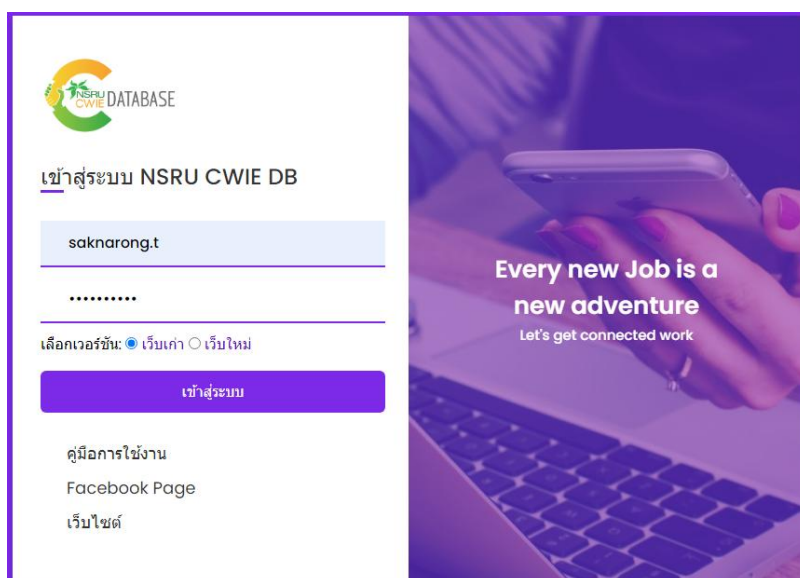 NSRU
CWIE DATABASE
เข้าสู่ระบบ NSRU CWIE DB
saknarong.t
••••••••••
เลือกเวอร์ชัน: เว็บเก่า เว็บใหม่
เข้าสู่ระบบ
คู่มือการใช้งาน
Facebook Page
เว็บไซต์
Every new Job is a
new adventure
Let's get connected work